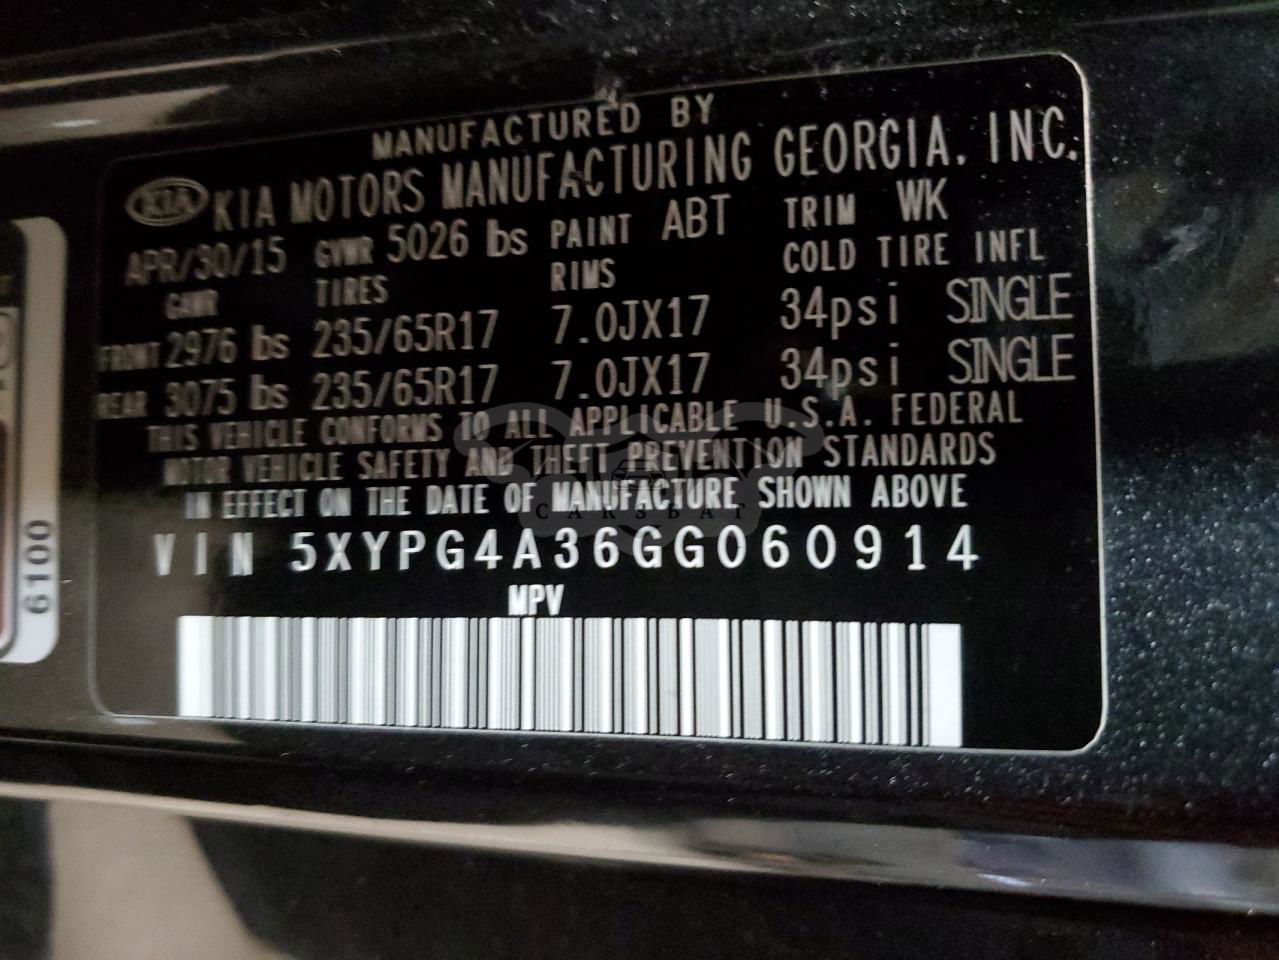 MANUFACTURED BY
KIA KIA MOTORS MANUFACTURING GEORGIA, INC.
APR/30/15 GVWR 5026 lbs PAINT ABT TRIM WK
GAWR TIRES RIMS COLD TIRE INFL
FRONT 2976 lbs 235/65R17 7.0JX17 34psi SINGLE
REAR 3075 lbs 235/65R17 7.0JX17 34psi SINGLE
THIS VEHICLE CONFORMS TO ALL APPLICABLE U.S.A. FEDERAL
MOTOR VEHICLE SAFETY AND THEFT PREVENTION STANDARDS
IN EFFECT ON THE DATE OF MANUFACTURE SHOWN ABOVE
CARSBAT
VIN 5XYPG4A36GG060914
MPV
6100